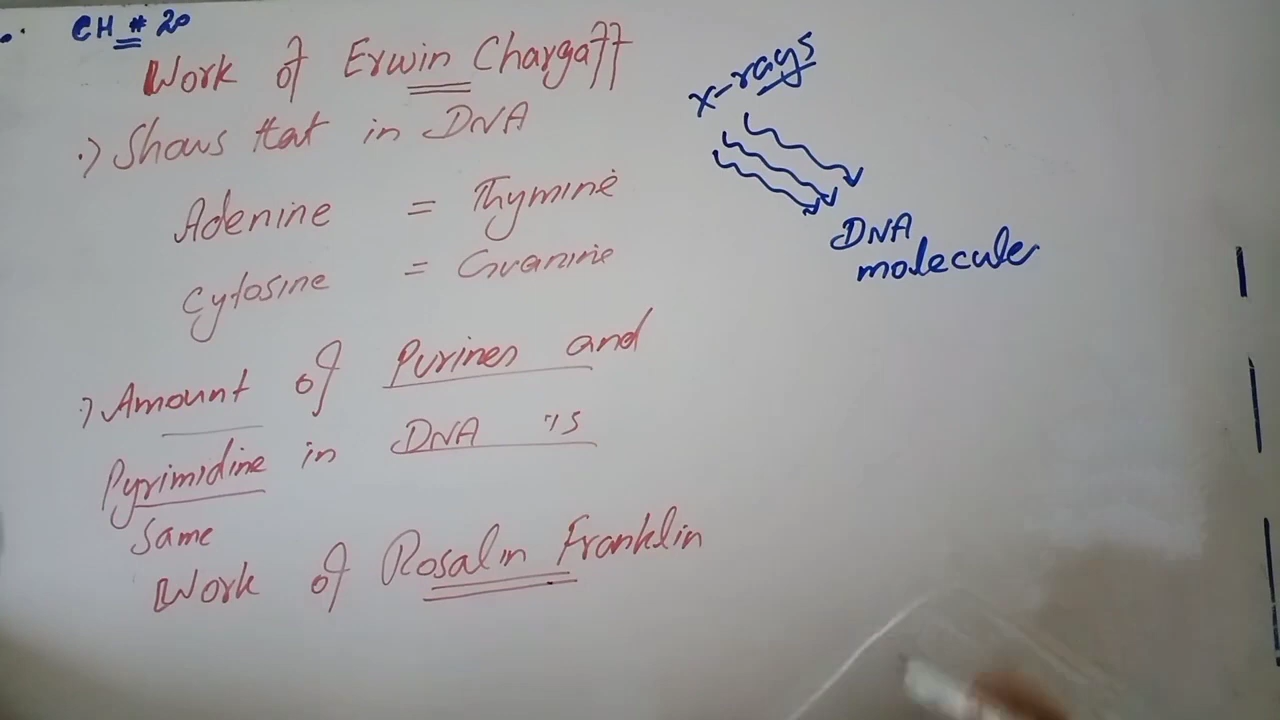 CH # 20
Work of Erwin Chargaff
Shows that in DNA
Adenine = Thymine
Cytosine = Guanine
Amount of Purines and
Pyrimidine in DNA is
Same
Work of Rosalin Franklin
X-rays
DNA
molecule